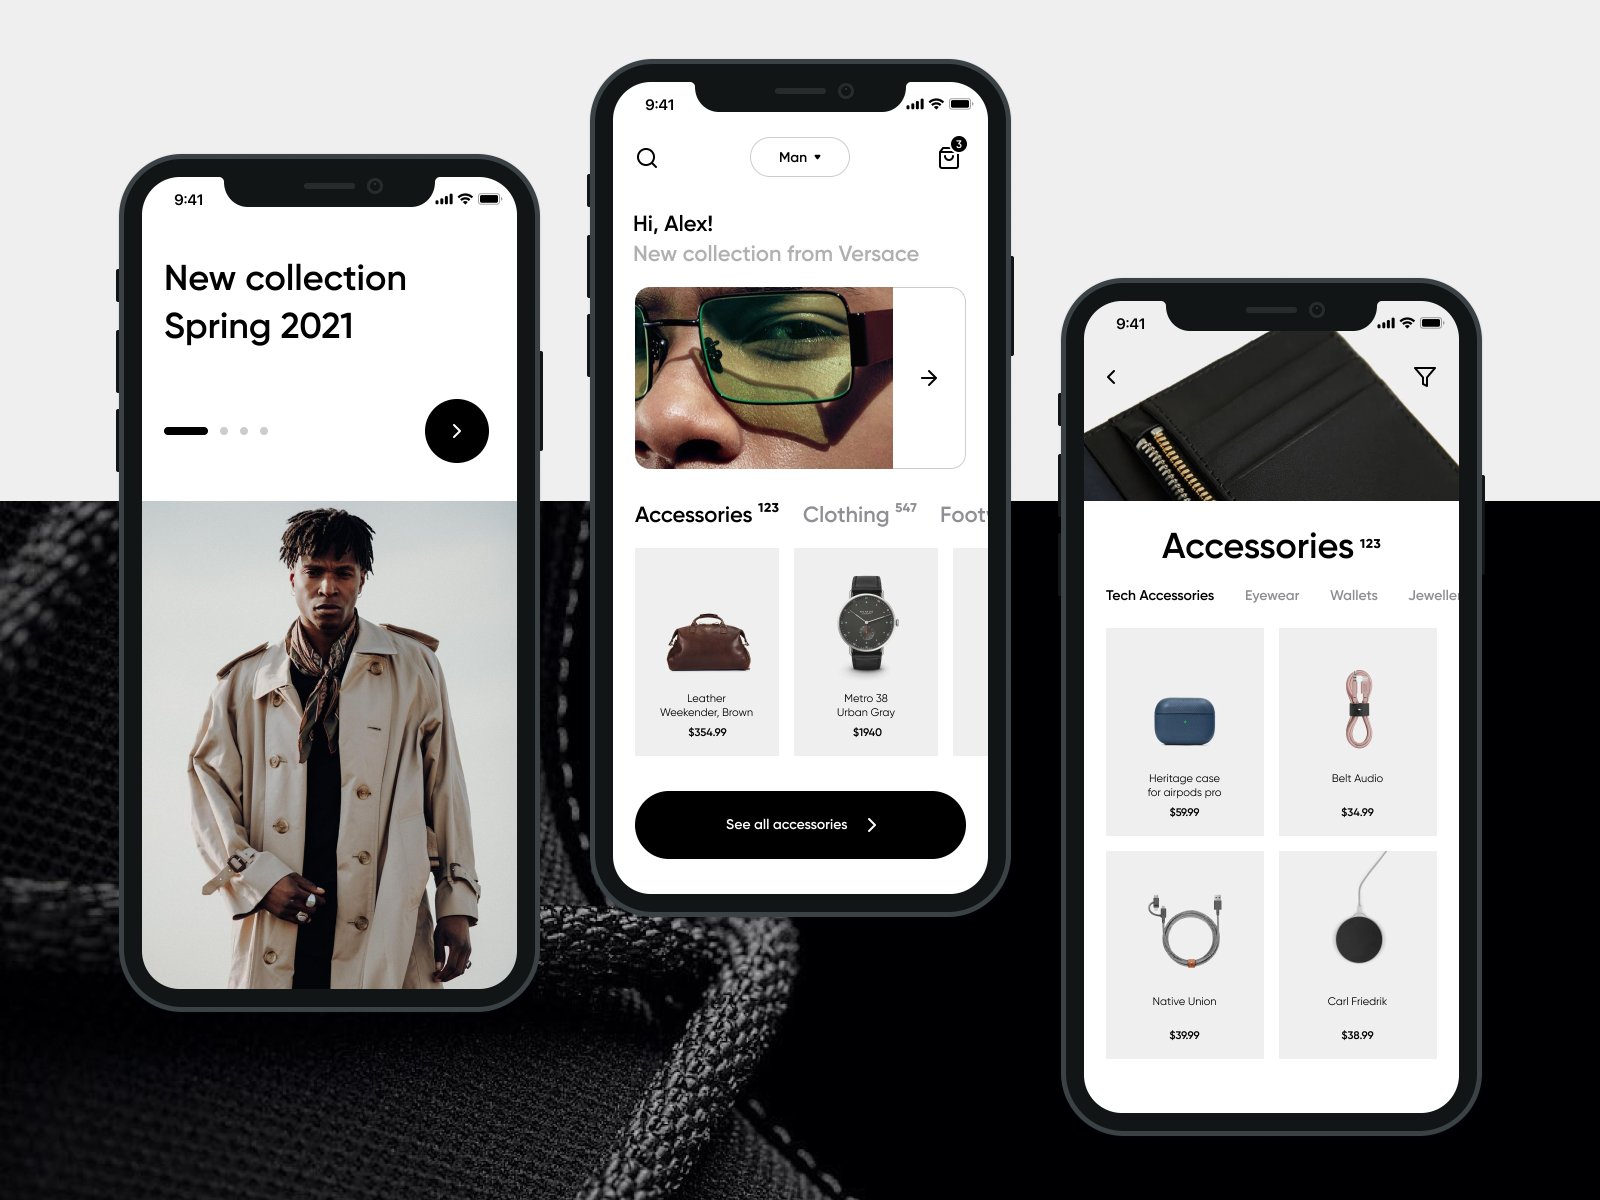 9:41
New collection
Spring 2021
9:41
Man
3
Hi, Alex!
New collection from Versace
Accessories 123
Clothing 547
Foot
Leather
Weekender, Brown
$354.99
Metro 38
Urban Gray
$1940
See all accessories
9:41
Accessories 123
Tech Accessories
Eyewear
Wallets
Jeweller
Heritage case
for airpods pro
$59.99
Belt Audio
$34.99
Native Union
$39.99
Carl Friedrik
$38.99